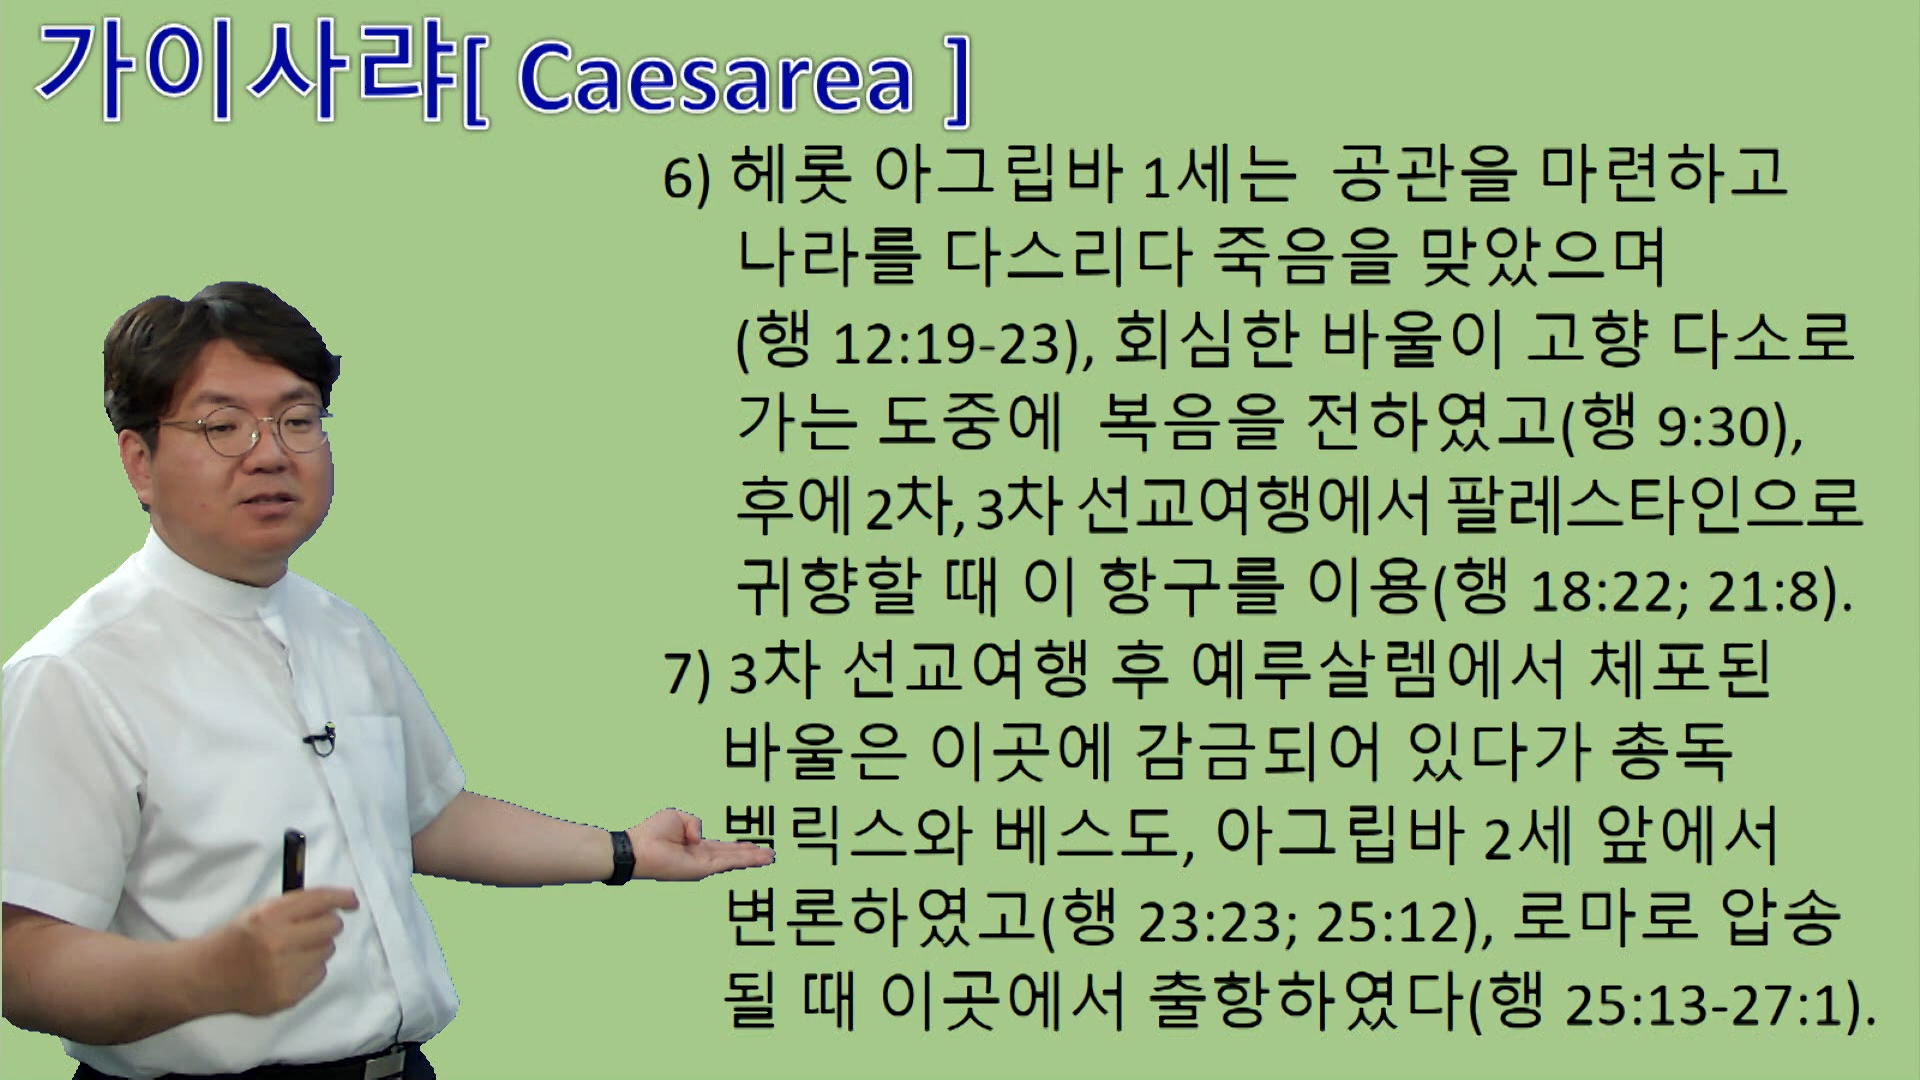 가이사랴[ Caesarea ]
6) 헤롯 아그립바 1세는 공관을 마련하고
나라를 다스리다 죽음을 맞았으며
(행 12:19-23), 회심한 바울이 고향 다소로
가는 도중에 복음을 전하였고(행 9:30),
후에 2차, 3차 선교여행에서 팔레스타인으로
귀향할 때 이 항구를 이용(행 18:22; 21:8).
7) 3차 선교여행 후 예루살렘에서 체포된
바울은 이곳에 감금되어 있다가 총독
벨릭스와 베스도, 아그립바 2세 앞에서
변론하였고(행 23:23; 25:12), 로마로 압송
될 때 이곳에서 출항하였다(행 25:13-27:1).